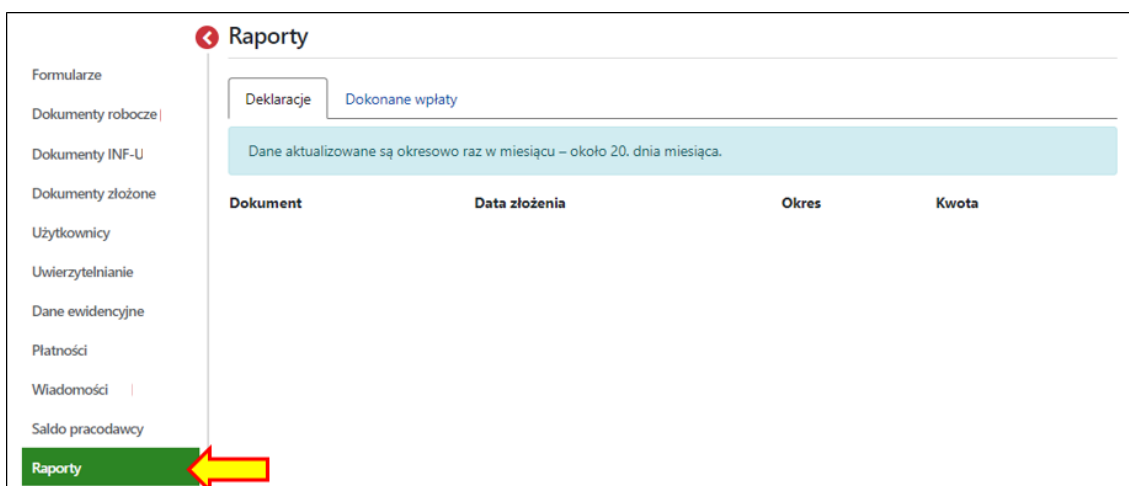 Raporty
Formularze
Dokumenty robocze
Dokumenty INF-U
Dokumenty złożone
Użytkownicy
Uwierzytelnianie
Dane ewidencyjne
Płatności
Wiadomości
Saldo pracodawcy
Raporty
Deklaracje Dokonane wpłaty
Dane aktualizowane są okresowo raz w miesiącu – około 20. dnia miesiąca.
Dokument Data złożenia Okres Kwota